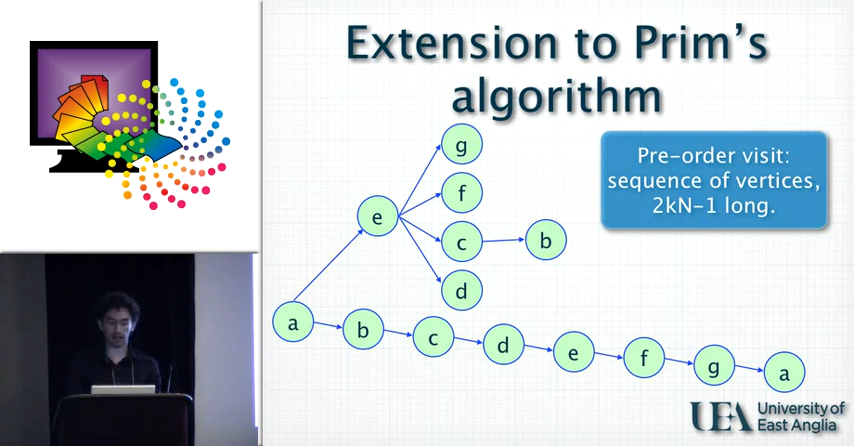 Extension to Prim's
algorithm
Pre-order visit:
sequence of vertices,
2kN-1 long.
g
f
e
c
b
d
a
b
c
d
e
f
g
a
UEA University of
East Anglia